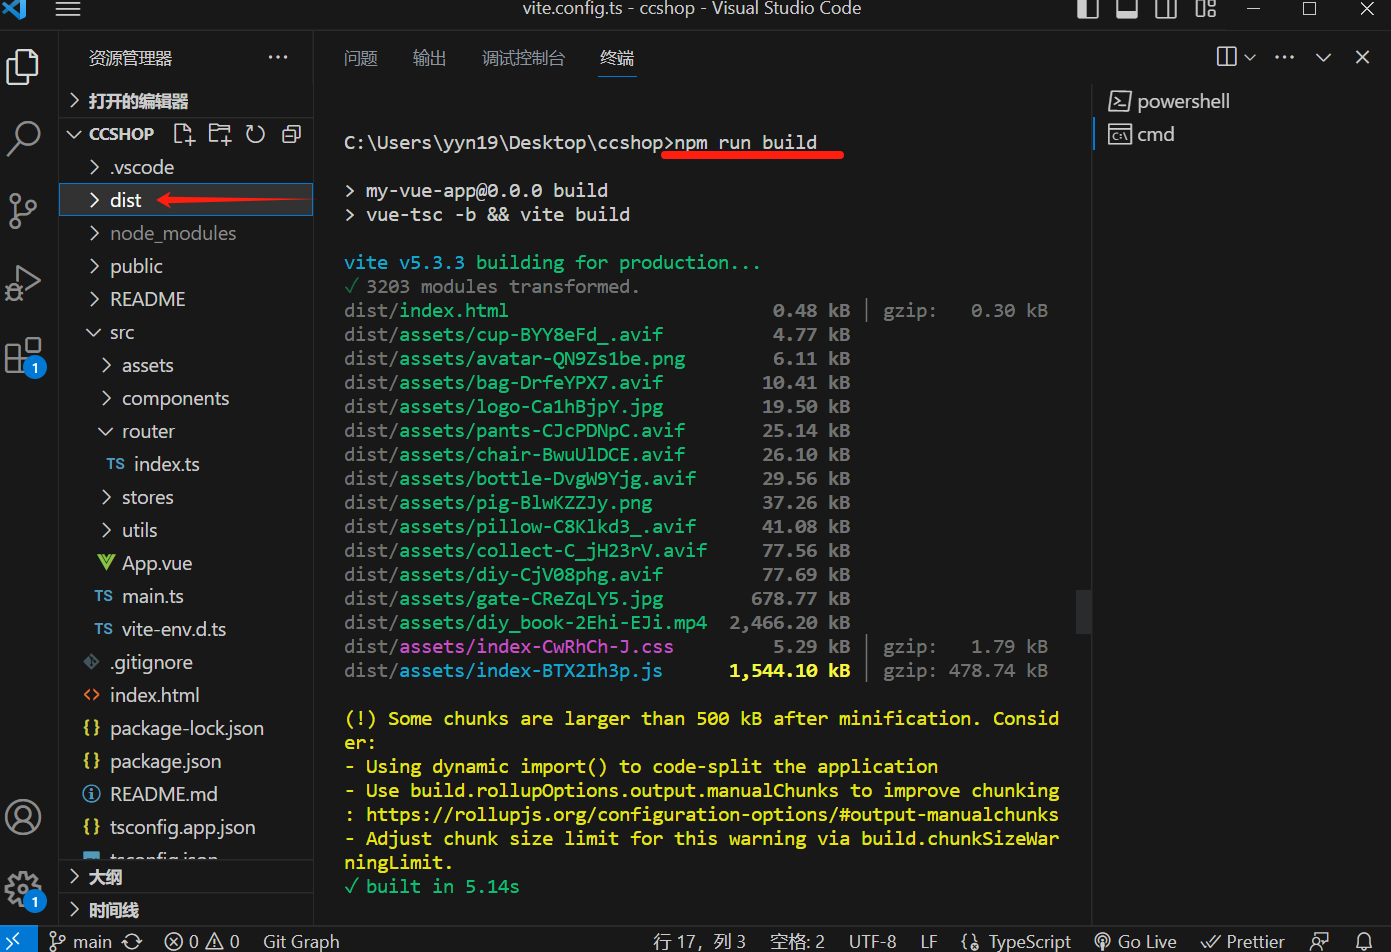 vite.config.ts - ccshop - Visual Studio Code
资源管理器
打开的编辑器
CCSHOP
.vscode
dist
node_modules
public
README
src
assets
components
router
TS index.ts
stores
utils
App.vue
TS main.ts
TS vite-env.d.ts
.gitignore
<> index.html
{} package-lock.json
{} package.json
README.md
{} tsconfig.app.json
tsconfig.json
大纲
时间线
1
1
问题 输出 调试控制台 终端
C:\Users\yyn19\Desktop\ccshop>npm run build
> my-vue-app@0.0.0 build
> vue-tsc -b && vite build
vite v5.3.3 building for production...
✓ 3203 modules transformed.
dist/index.html 0.48 kB │ gzip: 0.30 kB
dist/assets/cup-BYY8eFd_.avif 4.77 kB
dist/assets/avatar-QN9Zs1be.png 6.11 kB
dist/assets/bag-DrfeYPX7.avif 10.41 kB
dist/assets/logo-Ca1hBjpY.jpg 19.50 kB
dist/assets/pants-CJcPDNpC.avif 25.14 kB
dist/assets/chair-BwuUlDCE.avif 26.10 kB
dist/assets/bottle-DvgW9Yjg.avif 29.56 kB
dist/assets/pig-BlwKZZJy.png 37.26 kB
dist/assets/pillow-C8Klkd3_.avif 41.08 kB
dist/assets/collect-C_jH23rV.avif 77.56 kB
dist/assets/diy-CjV08phg.avif 77.69 kB
dist/assets/gate-CReZqLY5.jpg 678.77 kB
dist/assets/diy_book-2Ehi-EJi.mp4 2,466.20 kB
dist/assets/index-CwRhCh-J.css 5.29 kB │ gzip: 1.79 kB
dist/assets/index-BTX2Ih3p.js 1,544.10 kB │ gzip: 478.74 kB
(!) Some chunks are larger than 500 kB after minification. Consid
er:
- Using dynamic import() to code-split the application
- Use build.rollupOptions.output.manualChunks to improve chunking
: https://rollupjs.org/configuration-options/#output-manualchunks
- Adjust chunk size limit for this warning via build.chunkSizeWar
ningLimit.
✓ built in 5.14s
powershell
cmd
main 0 0 Git Graph 行 17，列 3 空格: 2 UTF-8 LF {} TypeScript Go Live Prettier